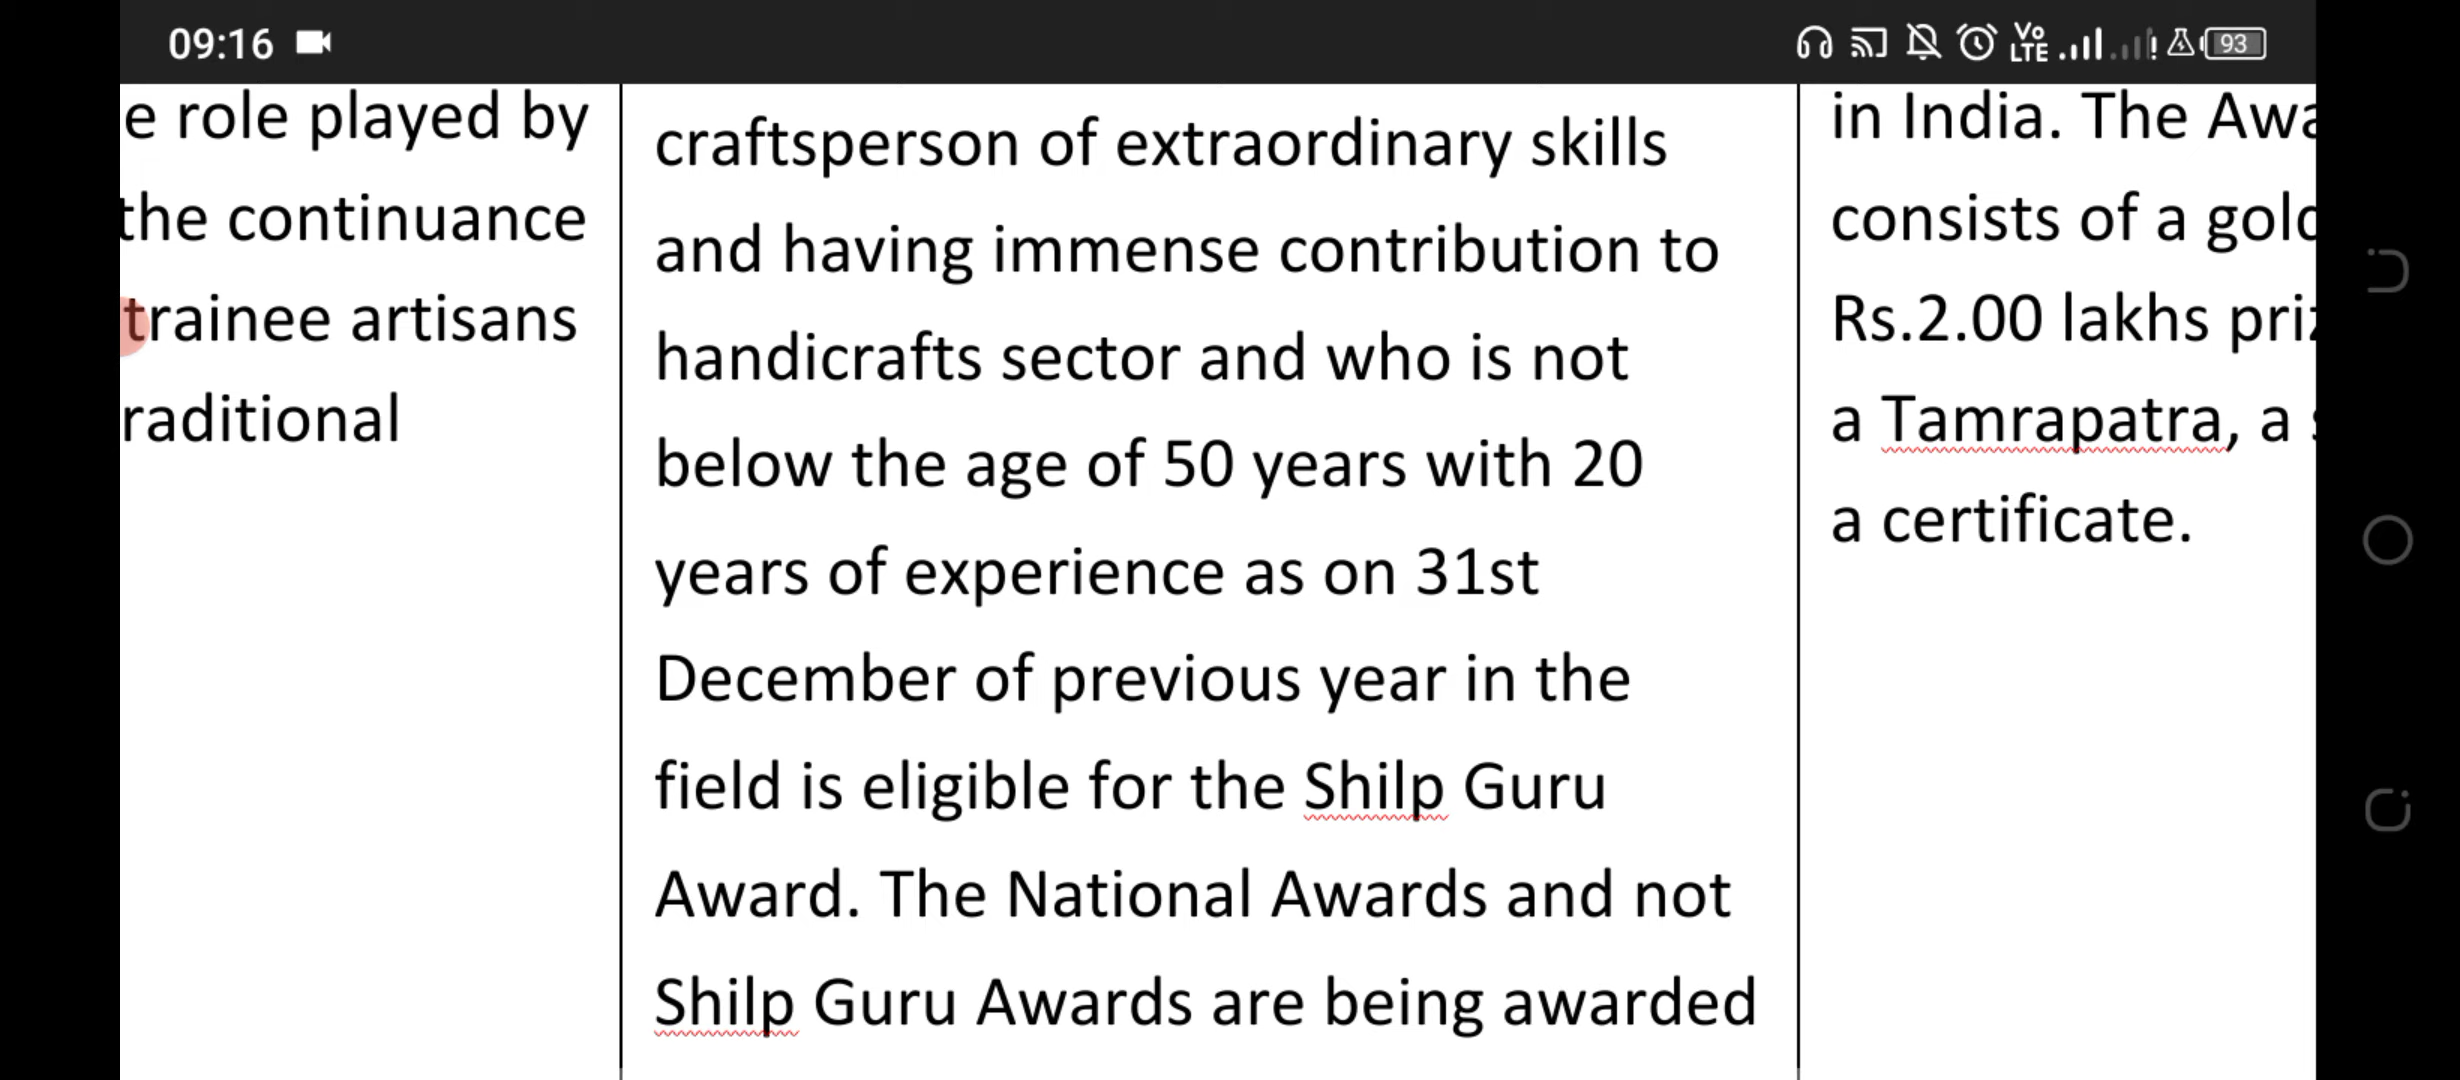 09:16
Vo
LTE
93
e role played by
the continuance
trainee artisans
raditional
craftsperson of extraordinary skills
and having immense contribution to
handicrafts sector and who is not
below the age of 50 years with 20
years of experience as on 31st
December of previous year in the
field is eligible for the Shilp Guru
Award. The National Awards and not
Shilp Guru Awards are being awarded
in India. The Awa
consists of a gold
Rs.2.00 lakhs priz
a Tamrapatra, a
a certificate.